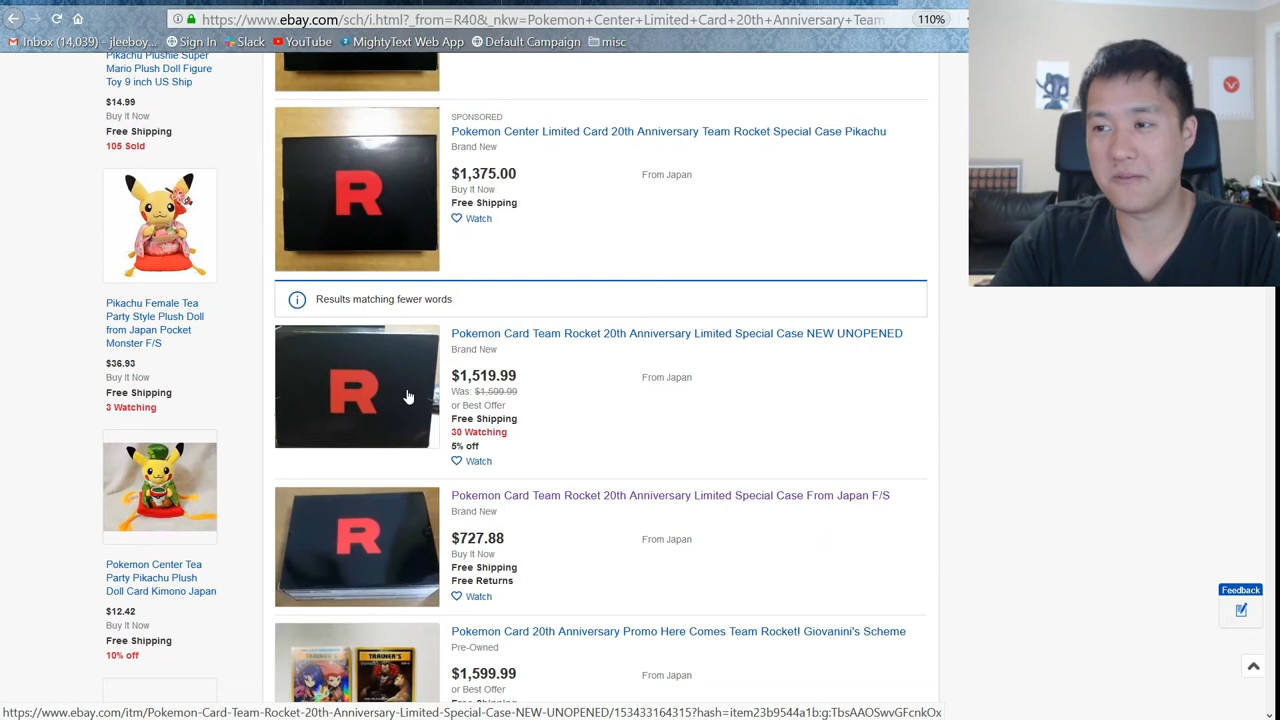 https://www.ebay.com/sch/i.html?_from=R40&_nkw=Pokemon+Center+Limited+Card+20th+Anniversary+Team
110%
Inbox (14,039) - jleeboy...
Sign In
Slack
YouTube
MightyText Web App
Default Campaign
misc
Pikachu Plushie Super
Mario Plush Doll Figure
Toy 9 inch US Ship
$14.99
Buy It Now
Free Shipping
105 Sold
Pikachu Female Tea
Party Style Plush Doll
from Japan Pocket
Monster F/S
$36.93
Buy It Now
Free Shipping
3 Watching
Pokemon Center Tea
Party Pikachu Plush
Doll Card Kimono Japan
$12.42
Buy It Now
Free Shipping
10% off
R
SPONSORED
Pokemon Center Limited Card 20th Anniversary Team Rocket Special Case Pikachu
Brand New
$1,375.00
From Japan
Buy It Now
Free Shipping
Watch
Results matching fewer words
R
Pokemon Card Team Rocket 20th Anniversary Limited Special Case NEW UNOPENED
Brand New
$1,519.99
From Japan
Was: $1,599.99
or Best Offer
Free Shipping
30 Watching
5% off
Watch
R
Pokemon Card Team Rocket 20th Anniversary Limited Special Case From Japan F/S
Brand New
$727.88
From Japan
Buy It Now
Free Shipping
Free Returns
Watch
TRAINER'S
TRAINER'S
Pokemon Card 20th Anniversary Promo Here Comes Team Rocket! Giovanini's Scheme
Pre-Owned
$1,599.99
From Japan
or Best Offer
Feedback
https://www.ebay.com/itm/Pokemon-Card-Team-Rocket-20th-Anniversary-Limited-Special-Case-NEW-UNOPENED/153433164315?hash=item23b9544a1b:g:TbsAAOSwvGFcnkOx